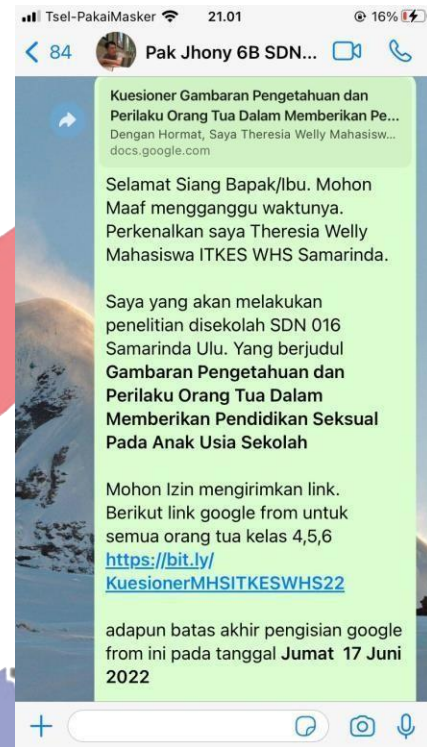 Tsel-PakaiMasker 21.01 16%
84 Pak Jhony 6B SDN...
Kuesioner Gambaran Pengetahuan dan
Perilaku Orang Tua Dalam Memberikan Pe...
Dengan Hormat, Saya Theresia Welly Mahasisw...
docs.google.com
Selamat Siang Bapak/Ibu. Mohon
Maaf mengganggu waktunya.
Perkenalkan saya Theresia Welly
Mahasiswa ITKES WHS Samarinda.
Saya yang akan melakukan
penelitian disekolah SDN 016
Samarinda Ulu. Yang berjudul
Gambaran Pengetahuan dan
Perilaku Orang Tua Dalam
Memberikan Pendidikan Seksual
Pada Anak Usia Sekolah
Mohon Izin mengirimkan link.
Berikut link google from untuk
semua orang tua kelas 4,5,6
https://bit.ly/
KuesionerMHSITKESWHS22
adapun batas akhir pengisian google
from ini pada tanggal Jumat 17 Juni
2022